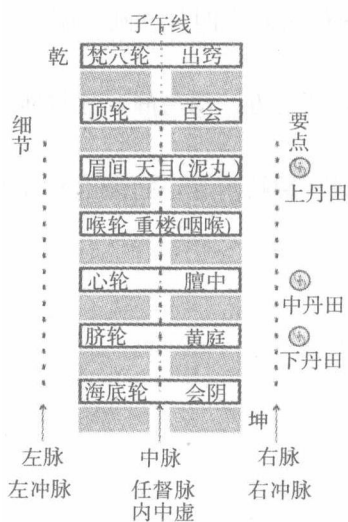 子午线
乾 梵穴轮 出窍
顶轮 百会
细节
要点
眉间 天目(泥丸)
上丹田
喉轮 重楼(咽喉)
心轮 膻中
中丹田
脐轮 黄庭
下丹田
海底轮 会阴
坤
左脉 中脉 右脉
左冲脉 任督脉 右冲脉
内中虚